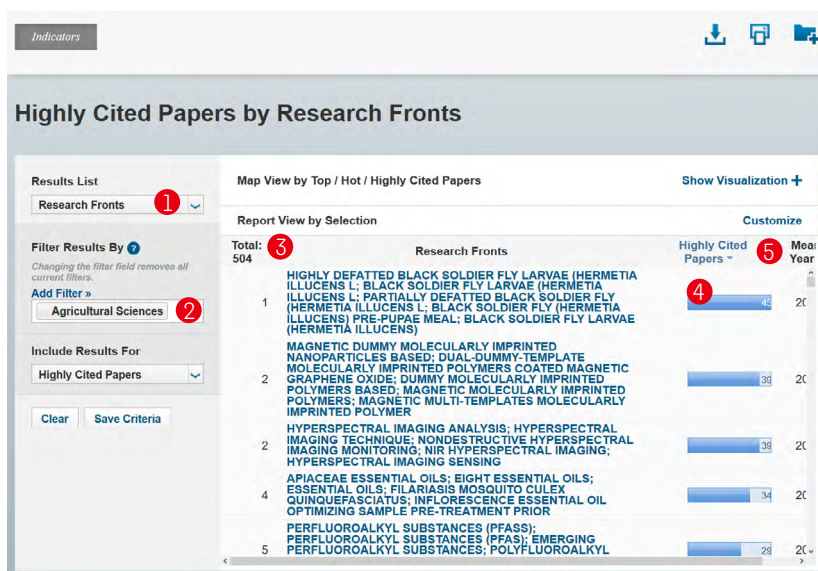 Indicators
Highly Cited Papers by Research Fronts
Results List
Research Fronts
1
Filter Results By ?
Changing the filter field removes all
current filters.
Add Filter »
Agricultural Sciences
2
Include Results For
Highly Cited Papers
Clear Save Criteria
Map View by Top / Hot / Highly Cited Papers Show Visualization +
Report View by Selection Customize
Total:
504
3
Research Fronts
Highly Cited
Papers
5
Year
4
1
HIGHLY DEFATTED BLACK SOLDIER FLY LARVAE (HERMETIA
ILLUCENS L; BLACK SOLDIER FLY LARVAE (HERMETIA
ILLUCENS L; PARTIALLY DEFATTED BLACK SOLDIER FLY
(HERMETIA ILLUCENS L; BLACK SOLDIER FLY (HERMETIA
ILLUCENS) PRE-PUPAE MEAL; BLACK SOLDIER FLY LARVAE
(HERMETIA ILLUCENS)
2
MAGNETIC DUMMY MOLECULARLY IMPRINTED
NANOPARTICLES BASED; DUAL-DUMMY-TEMPLATE
MOLECULARLY IMPRINTED POLYMERS COATED MAGNETIC
GRAPHENE OXIDE; DUMMY MOLECULARLY IMPRINTED
POLYMERS BASED; MAGNETIC MOLECULARLY IMPRINTED
POLYMERS; MAGNETIC MULTI-TEMPLATES MOLECULARLY
IMPRINTED POLYMER
39
2
HYPERSPECTRAL IMAGING ANALYSIS; HYPERSPECTRAL
IMAGING TECHNIQUE; NONDESTRUCTIVE HYPERSPECTRAL
IMAGING MONITORING; NIR HYPERSPECTRAL IMAGING;
HYPERSPECTRAL IMAGING SENSING
39
4
APIACEAE ESSENTIAL OILS; EIGHT ESSENTIAL OILS;
ESSENTIAL OILS; FILARIASIS MOSQUITO CULEX
QUINQUEFASCIATUS; INFLORESCENCE ESSENTIAL OIL
OPTIMIZING SAMPLE PRE-TREATMENT PRIOR
34
5
PERFLUOROALKYL SUBSTANCES (PFASS);
PERFLUOROALKYL SUBSTANCES (PFAS); EMERGING
PERFLUOROALKYL SUBSTANCES; POLYFLUOROALKYL
29